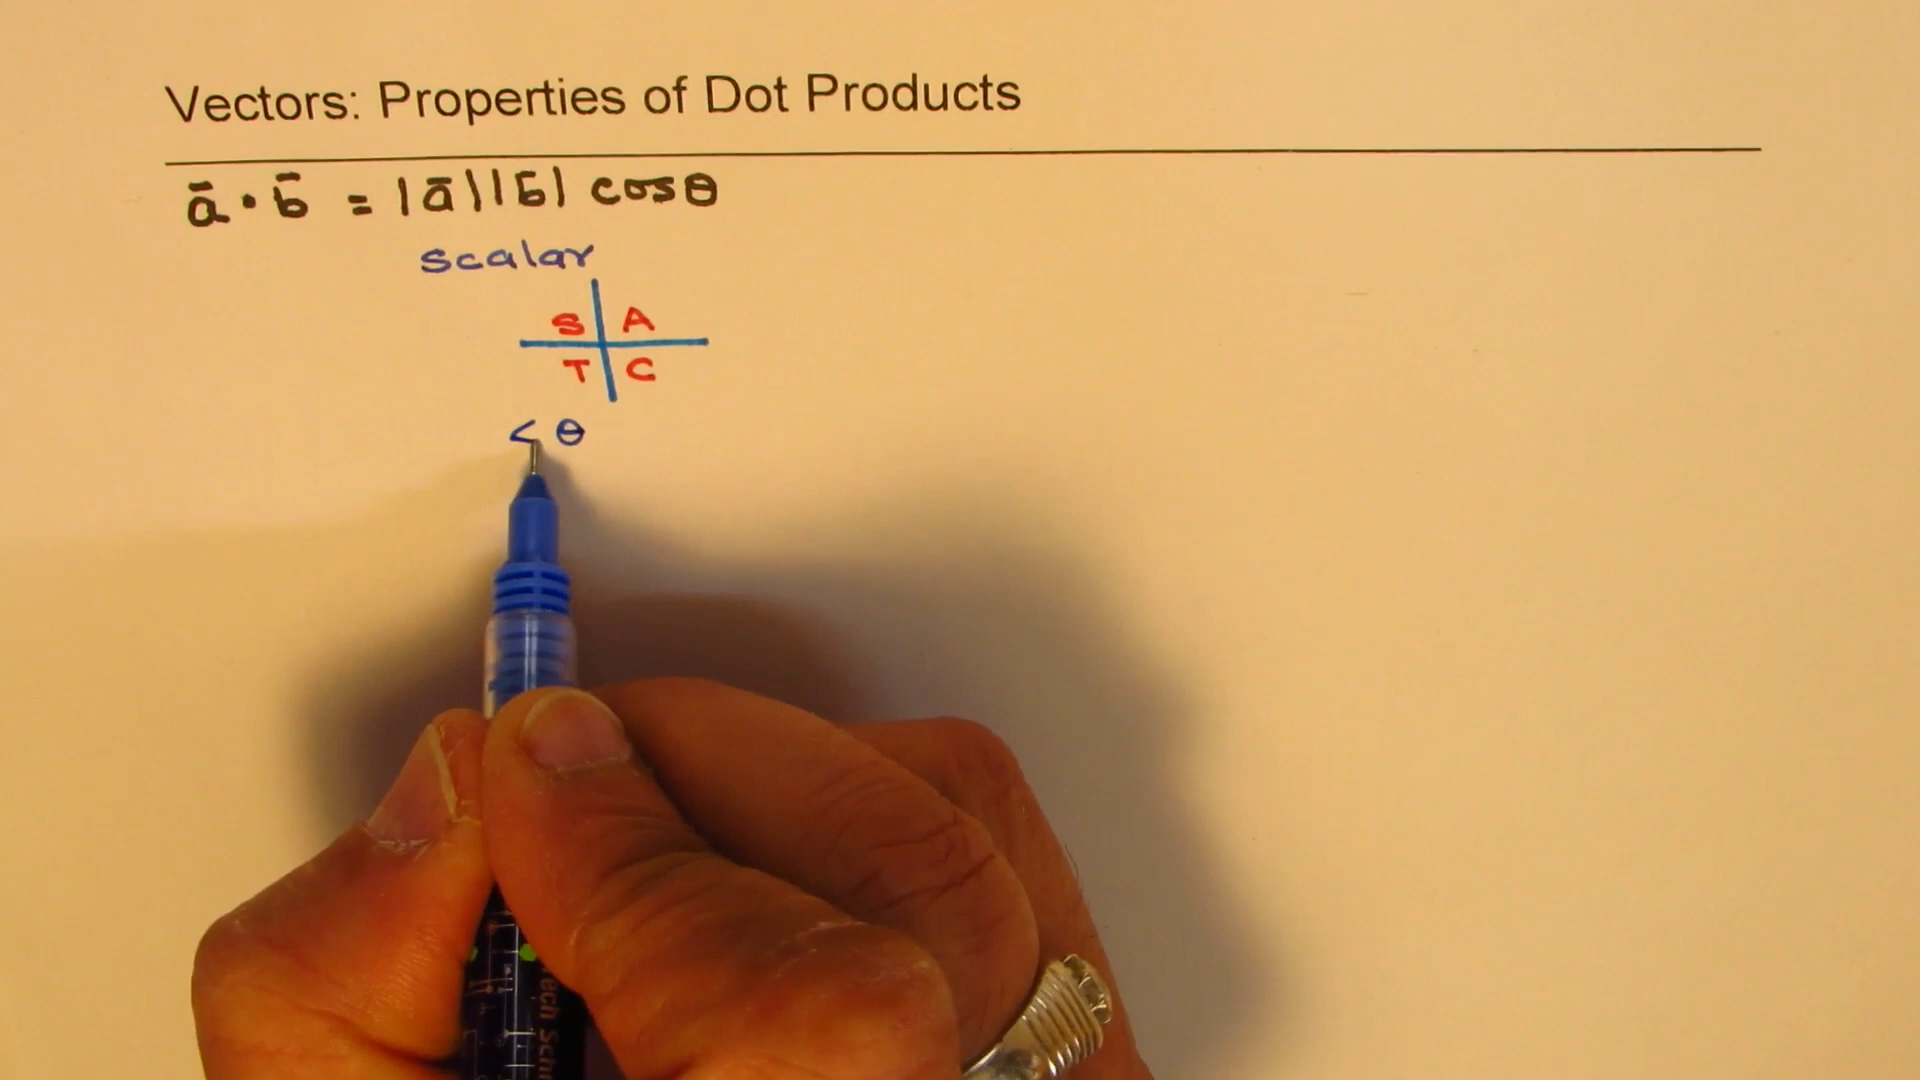 Vectors: Properties of Dot Products
a̅ · b̅ = |a̅||b̅| cosθ
Scalar
S A
T C
< θ